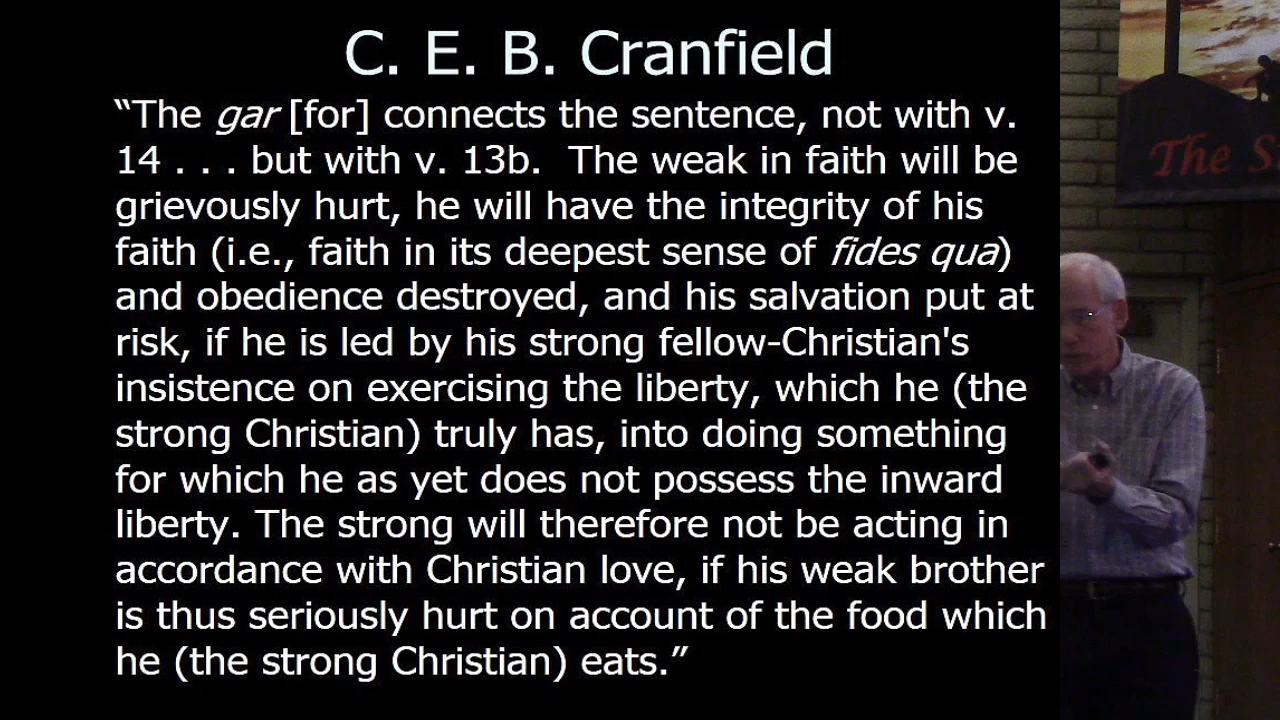 C. E. B. Cranfield
“The gar [for] connects the sentence, not with v.
14 . . . but with v. 13b.  The weak in faith will be
grievously hurt, he will have the integrity of his
faith (i.e., faith in its deepest sense of fides qua)
and obedience destroyed, and his salvation put at
risk, if he is led by his strong fellow-Christian's
insistence on exercising the liberty, which he (the
strong Christian) truly has, into doing something
for which he as yet does not possess the inward
liberty. The strong will therefore not be acting in
accordance with Christian love, if his weak brother
is thus seriously hurt on account of the food which
he (the strong Christian) eats.”
The S